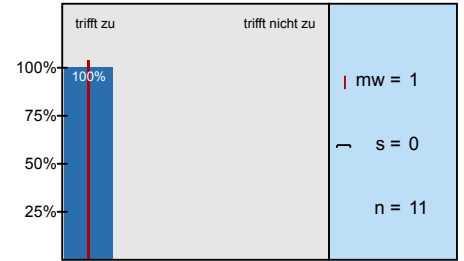 trifft zu trifft nicht zu
100%
100%
75%
50%
25%
mw = 1
s = 0
n = 11